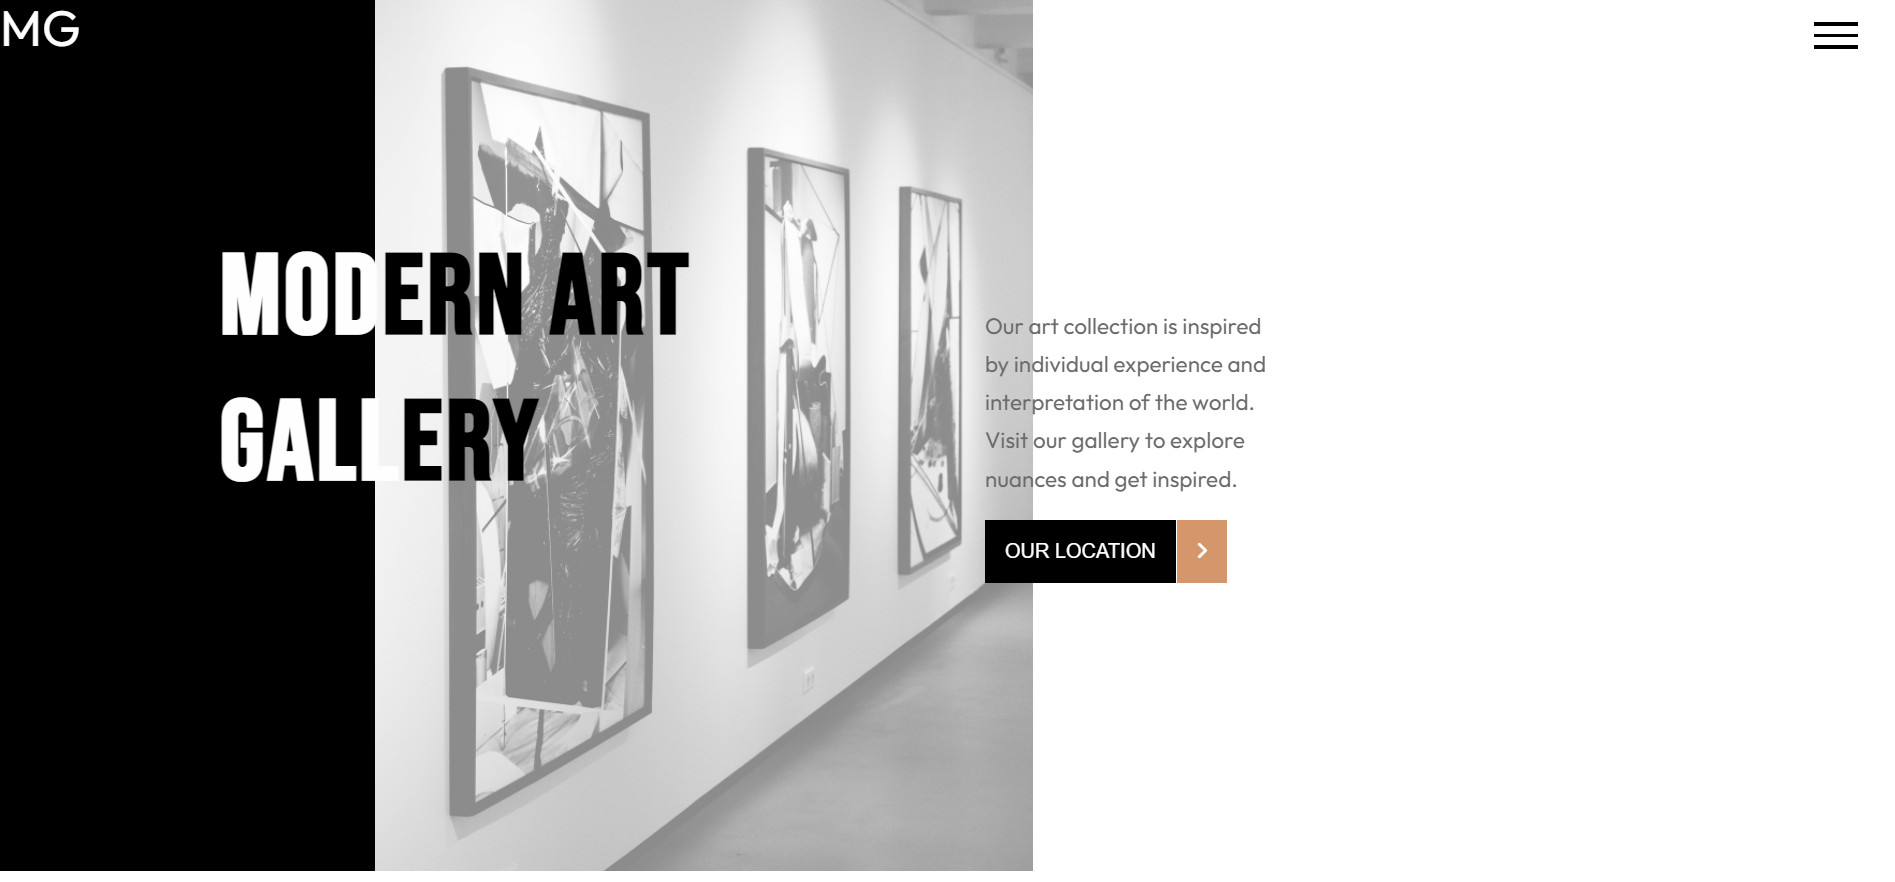 MG
MODERN ART
GALLERY
Our art collection is inspired
by individual experience and
interpretation of the world.
Visit our gallery to explore
nuances and get inspired.
OUR LOCATION